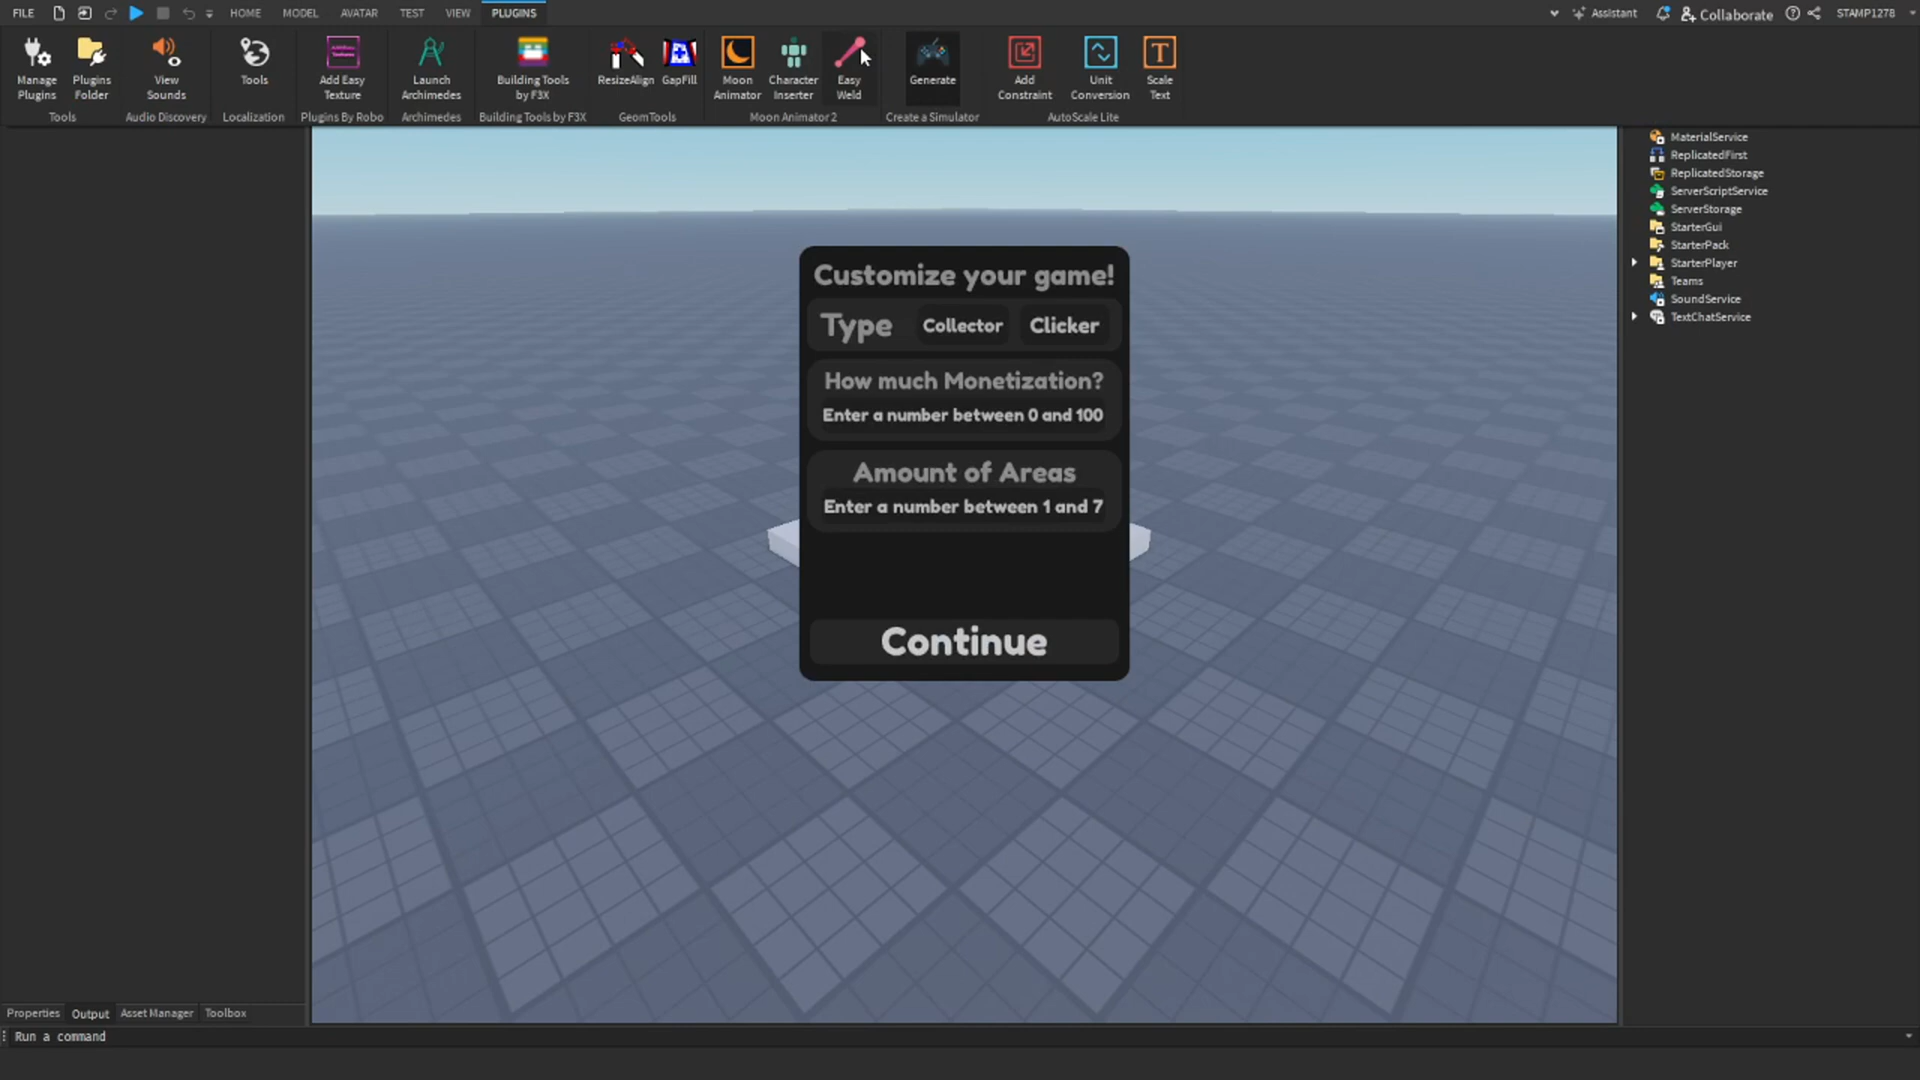 FILE HOME MODEL AVATAR TEST VIEW PLUGINS Assistant Collaborate STAMP1278
Manage Plugins
Plugins Folder
View Sounds
Tools
Add Easy Texture
Launch Archimedes
Building Tools by F3X
ResizeAlign
GapFill
Moon Animator
Character Inserter
Easy Weld
Generate
Add Constraint
Unit Conversion
Scale Text
Tools Audio Discovery Localization Plugins By Robo Archimedes Building Tools by F3X GeomTools Moon Animator 2 Create a Simulator AutoScale Lite
MaterialService
ReplicatedFirst
ReplicatedStorage
ServerScriptService
ServerStorage
StarterGui
StarterPack
StarterPlayer
Teams
SoundService
TextChatService
Customize your game!
Type Collector Clicker
How much Monetization?
Enter a number between 0 and 100
Amount of Areas
Enter a number between 1 and 7
Continue
Properties Output Asset Manager Toolbox
Run a command